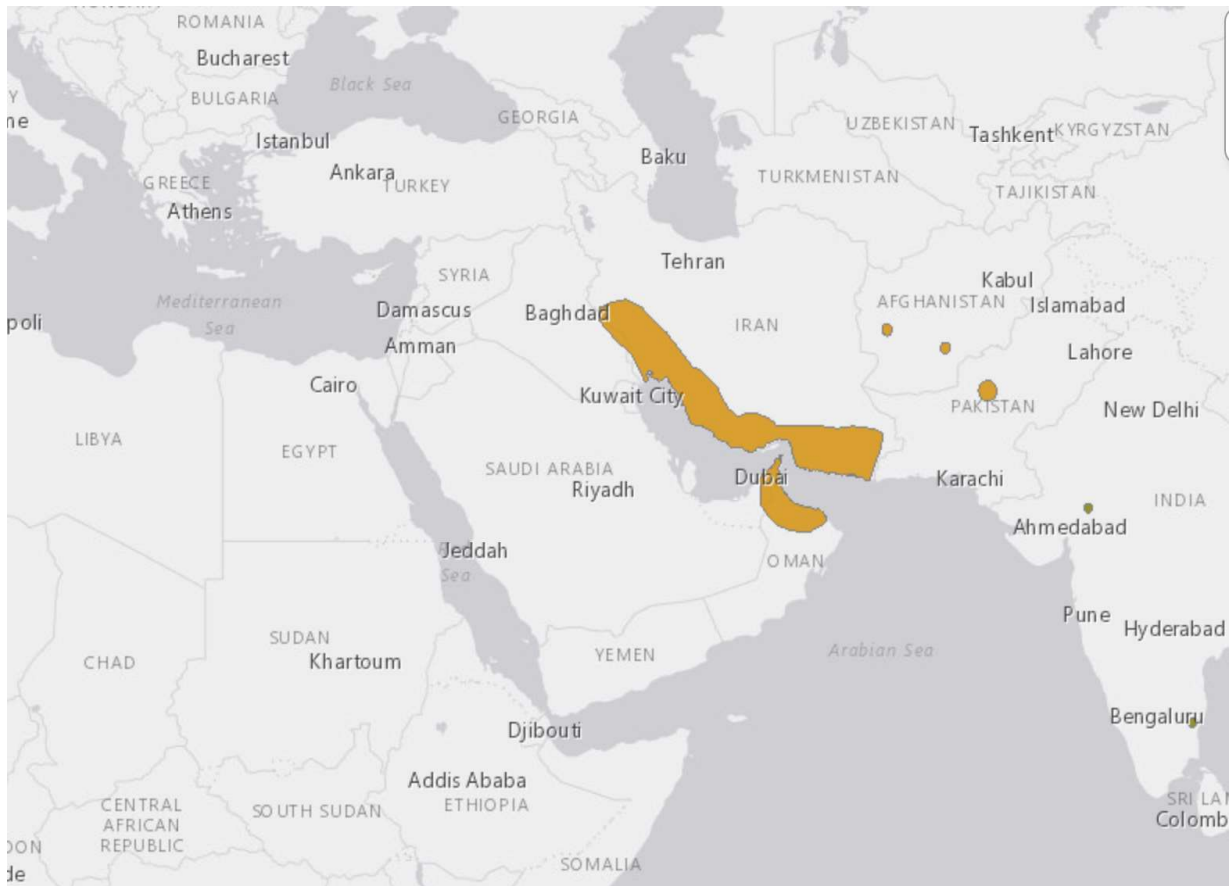 ROMANIA
Bucharest
Black Sea
BULGARIA
GEORGIA
UZBEKISTAN
Tashkent
KYRGYZSTAN
Istanbul
Baku
Ankara
TURKEY
TURKMENISTAN
TAJIKISTAN
GREECE
Athens
Tehran
SYRIA
Kabul
Mediterranean
Sea
Damascus
Baghdad
AFGHANISTAN
Islamabad
poli
IRAN
Amman
Lahore
Cairo
Kuwait City
PAKISTAN
New Delhi
LIBYA
EGYPT
SAUDI ARABIA
Riyadh
Dubai
Karachi
INDIA
Ahmedabad
Jeddah
Sea
OMAN
Pune
Hyderabad
SUDAN
Khartoum
CHAD
YEMEN
Arabian Sea
Djibouti
Bengaluru
Addis Ababa
ETHIOPIA
CENTRAL
AFRICAN
REPUBLIC
SOUTH SUDAN
SRI LAN
Colomb
SOMALIA